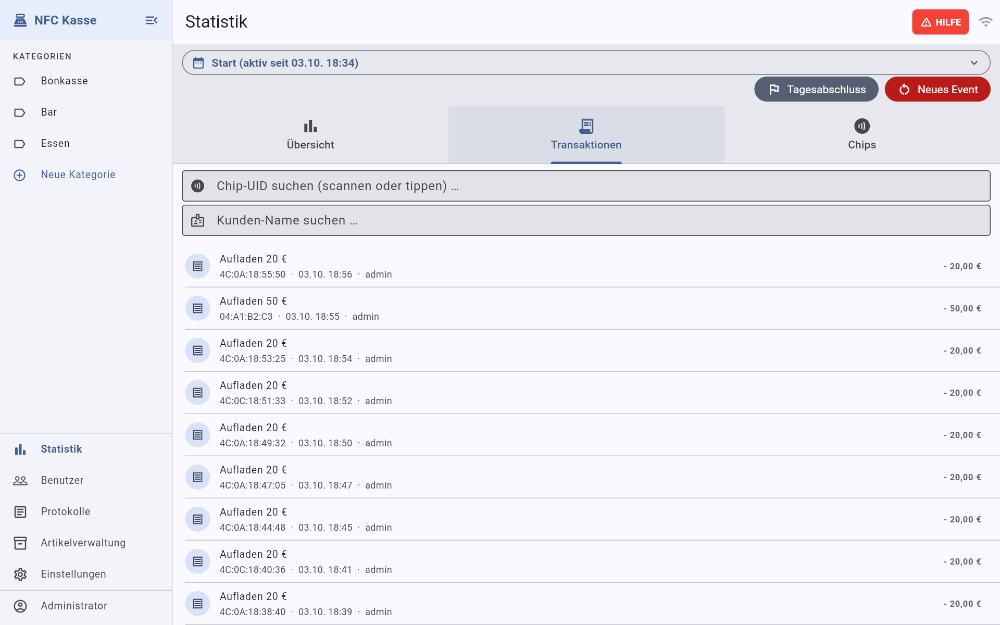 NFC Kasse
KATEGORIEN
Bonkasse
Bar
Essen
Neue Kategorie
Statistik
Benutzer
Protokolle
Artikelverwaltung
Einstellungen
Administrator
Statistik
HILFE
Start (aktiv seit 03.10. 18:34)
Tagesabschluss
Neues Event
Übersicht
Transaktionen
Chips
Chip-UID suchen (scannen oder tippen) …
Kunden-Name suchen …
Aufladen 20 €
4C:0A:18:55:50 · 03.10. 18:56 · admin
- 20,00 €
Aufladen 50 €
04:A1:B2:C3 · 03.10. 18:55 · admin
- 50,00 €
Aufladen 20 €
4C:0A:18:53:25 · 03.10. 18:54 · admin
- 20,00 €
Aufladen 20 €
4C:0C:18:51:33 · 03.10. 18:52 · admin
- 20,00 €
Aufladen 20 €
4C:0A:18:49:32 · 03.10. 18:50 · admin
- 20,00 €
Aufladen 20 €
4C:0A:18:47:05 · 03.10. 18:47 · admin
- 20,00 €
Aufladen 20 €
4C:0A:18:44:48 · 03.10. 18:45 · admin
- 20,00 €
Aufladen 20 €
4C:0C:18:40:36 · 03.10. 18:41 · admin
- 20,00 €
Aufladen 20 €
4C:0A:18:38:40 · 03.10. 18:39 · admin
- 20,00 €